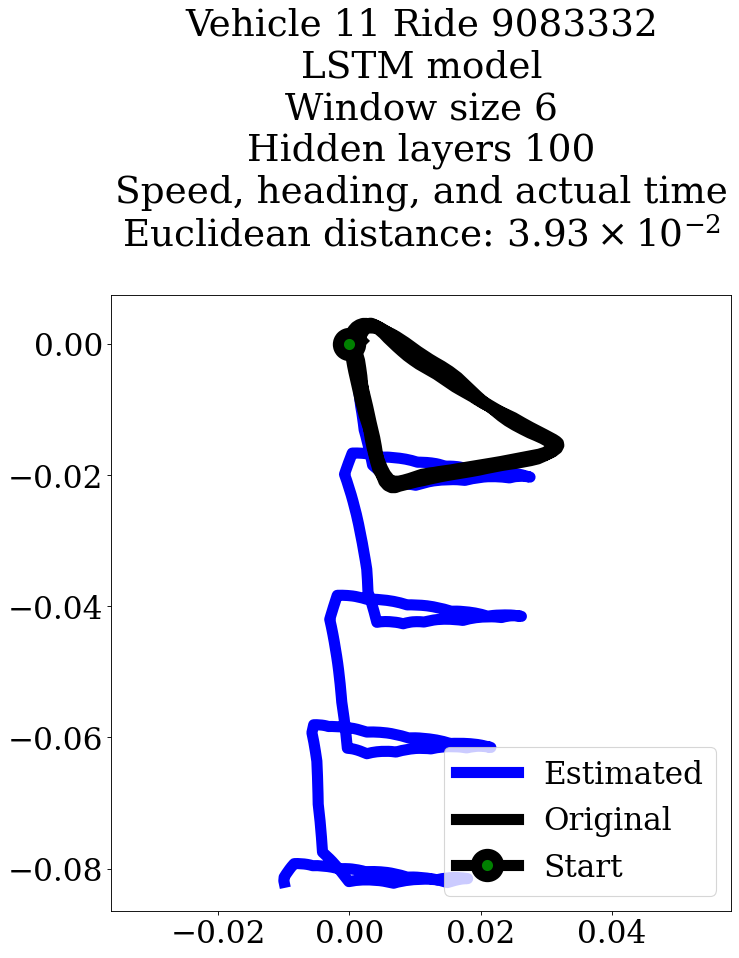 Vehicle 11 Ride 9083332
LSTM model
Window size 6
Hidden layers 100
Speed, heading, and actual time
Euclidean distance: 3.93 × 10⁻²
0.00
−0.02
−0.04
−0.06
−0.08
Estimated
Original
Start
−0.02 0.00 0.02 0.04